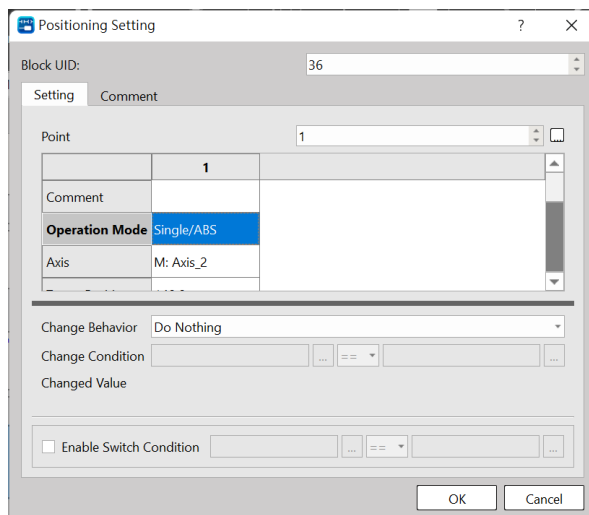 Positioning Setting ? ×
Block UID: 36
Setting Comment
Point 1 ...
1
Comment
Operation Mode Single/ABS
Axis M: Axis_2
Change Behavior Do Nothing
Change Condition ... == ...
Changed Value
Enable Switch Condition ... == ...
OK Cancel